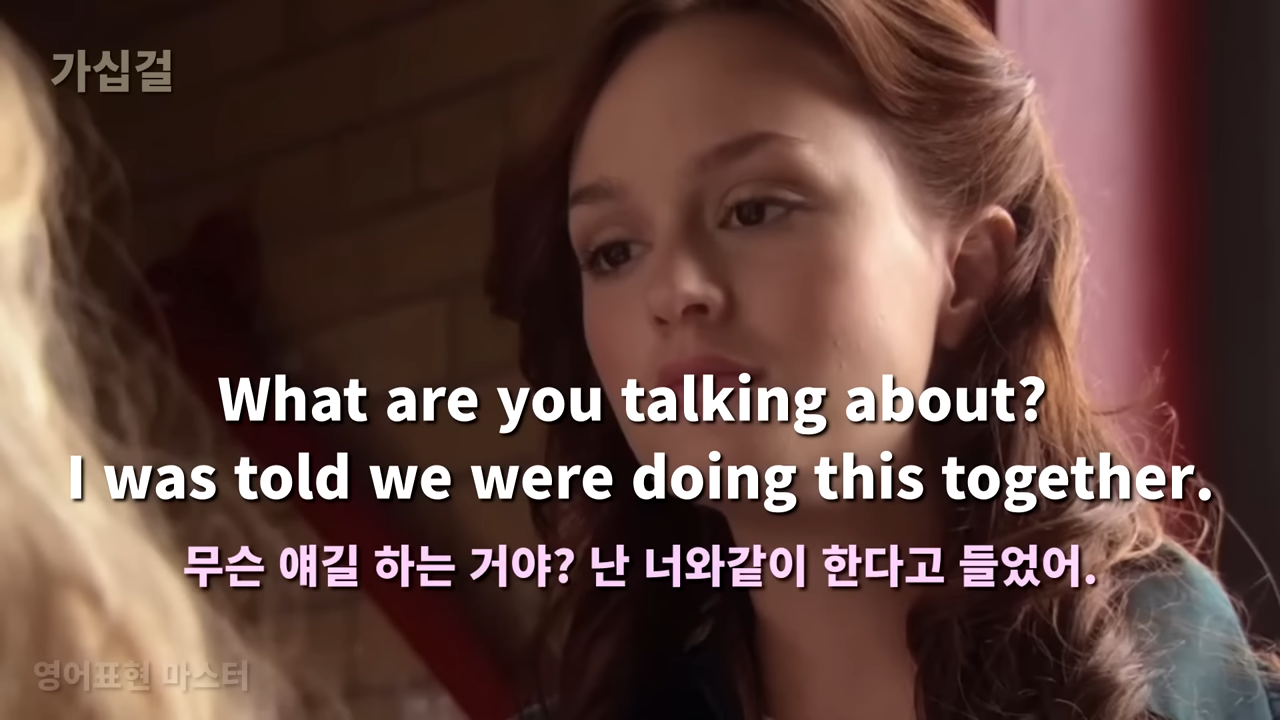 가십걸
What are you talking about?
I was told we were doing this together.
무슨 얘길 하는 거야? 난 너와같이 한다고 들었어.
영어표현 마스터